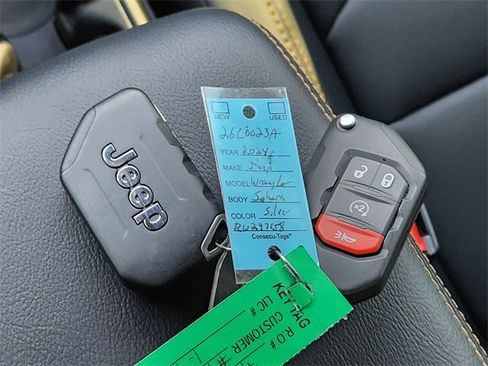 Jeep
NEW USED
26C0023A
YEAR 2024
MAKE Jeep
MODEL Wrangler
BODY Sahara
COLOR Silver
Consecu-Tags®
x2
KEY TAG
R.O.#
CUSTOMER
LIC#